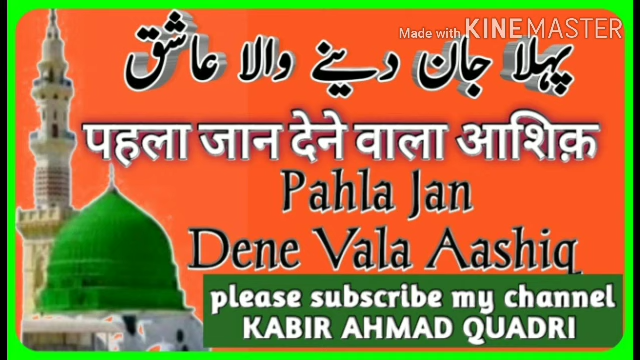 Made with KINEMASTER
پہلا جان دینے والا عاشق
पहला जान देने वाला आशिक़
Pahla Jan
Dene Vala Aashiq
please subscribe my channel
KABIR AHMAD QUADRI